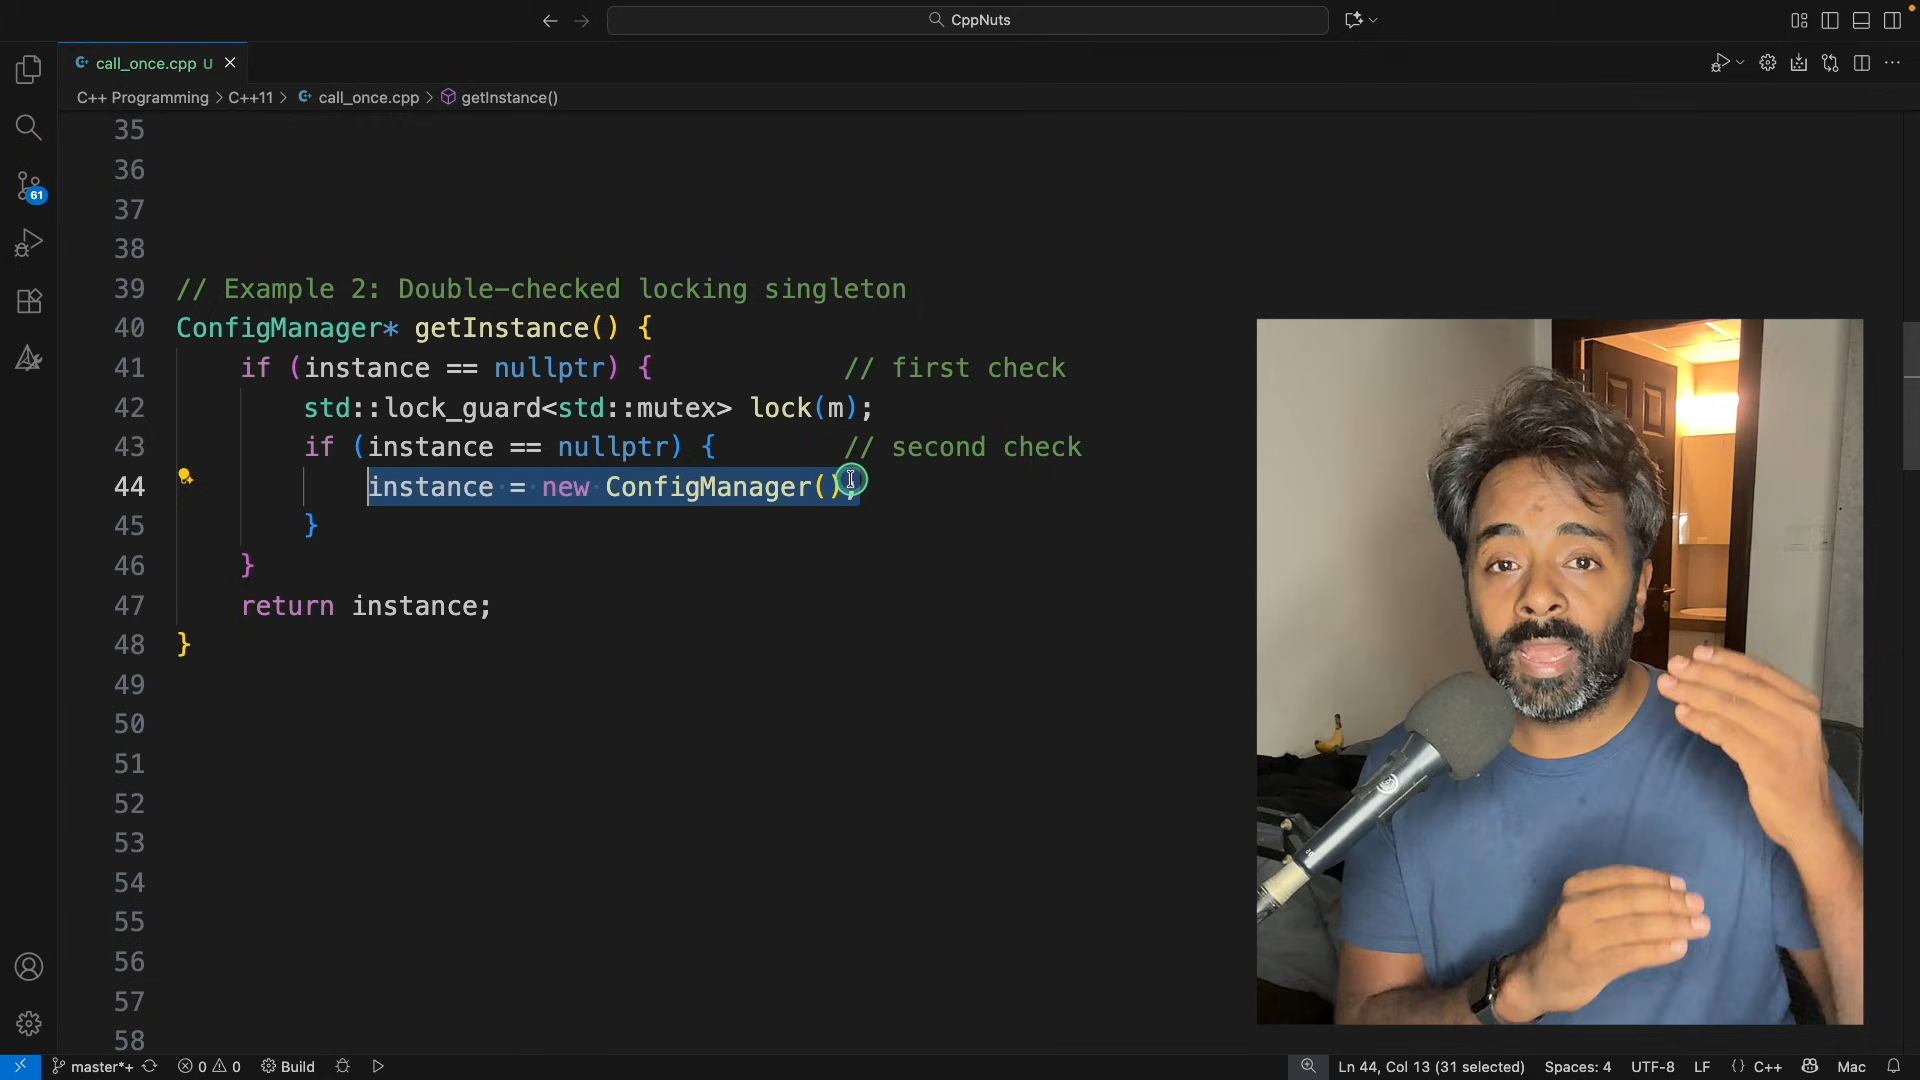 CppNuts
call_once.cpp U
C++ Programming > C++11 > call_once.cpp > getInstance()
35
36
37
38
39 // Example 2: Double-checked locking singleton
40 ConfigManager* getInstance() {
41 if (instance == nullptr) { // first check
42 std::lock_guard<std::mutex> lock(m);
43 if (instance == nullptr) { // second check
44 instance = new ConfigManager();
45 }
46 }
47 return instance;
48 }
49
50
51
52
53
54
55
56
57
58
61
master*+ 0 0 Build Ln 44, Col 13 (31 selected) Spaces: 4 UTF-8 LF {} C++ Mac